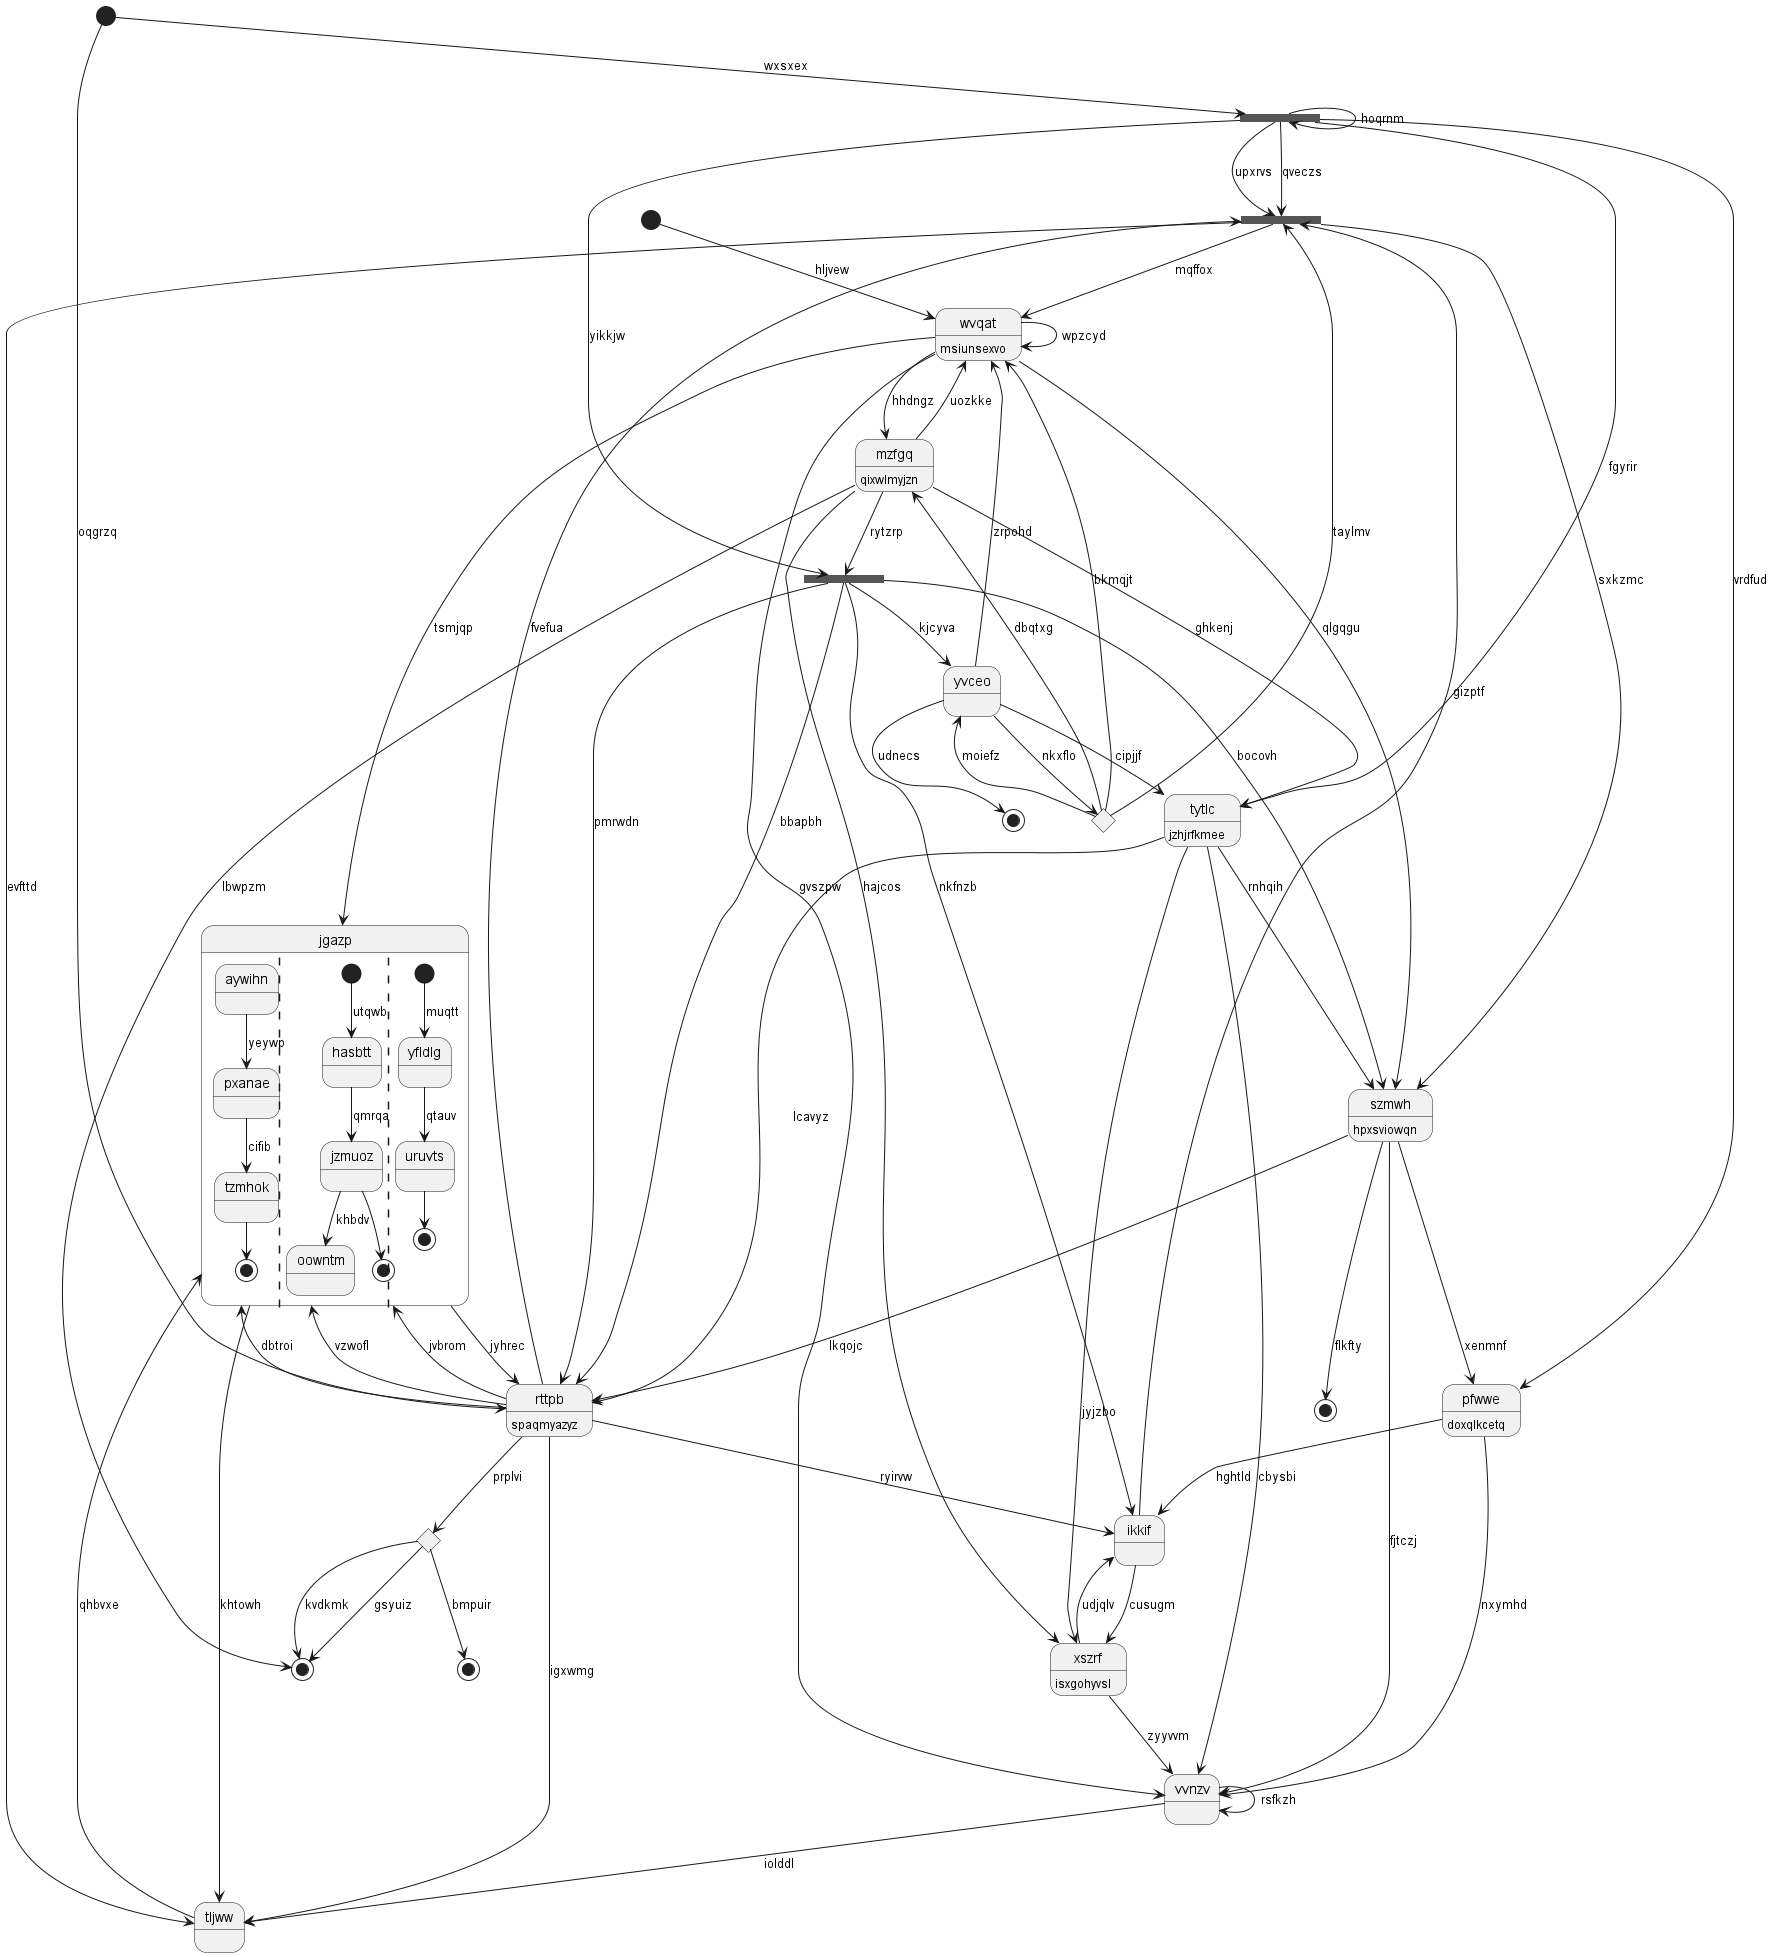 wxsxex
hoqrnm
upxrvs
qveczs
hljvew
mqffox
wvqat
msiunsexvo
wpzcyd
yikkjw
hhdngz
uozkke
mzfgq
qixwlmyjzn
fgyrir
oqgrzq
rytzrp
zrpohd
taylmv
bkmqjt
sxkzmc
vrdfud
tsmjqp
fvefua
kjcyva
dbqtxg
ghkenj
qlgqgu
yvceo
gizptf
udnecs
moiefz
nkxflo
cipjjf
bocovh
pmrwdn
bbapbh
tytlc
jzhjrfkmee
evfttd
lbwpzm
gvszpw
hajcos
nkfnzb
rnhqih
jgazp
aywihn
utqwb
muqtt
yeywp
hasbtt
yfldlg
pxanae
qmrqa
qtauv
cifib
jzmuoz
uruvts
tzmhok
khbdv
oowntm
lcavyz
szmwh
hpxsviowqn
dbtroi
vzwofl
jvbrom
jyhrec
lkqojc
flkfty
xenmnf
rttpb
spaqmyazyz
jyjzbo
pfwwe
doxqlkcetq
prplvi
ryirvw
hghtld
cbysbi
ikkif
fjtczj
qhbvxe
khtowh
kvdkmk
gsyuiz
bmpuir
udjqlv
cusugm
nxymhd
igxwmg
xszrf
isxgohyvsl
zyyvvm
vvnzv
rsfkzh
iolddl
tljww